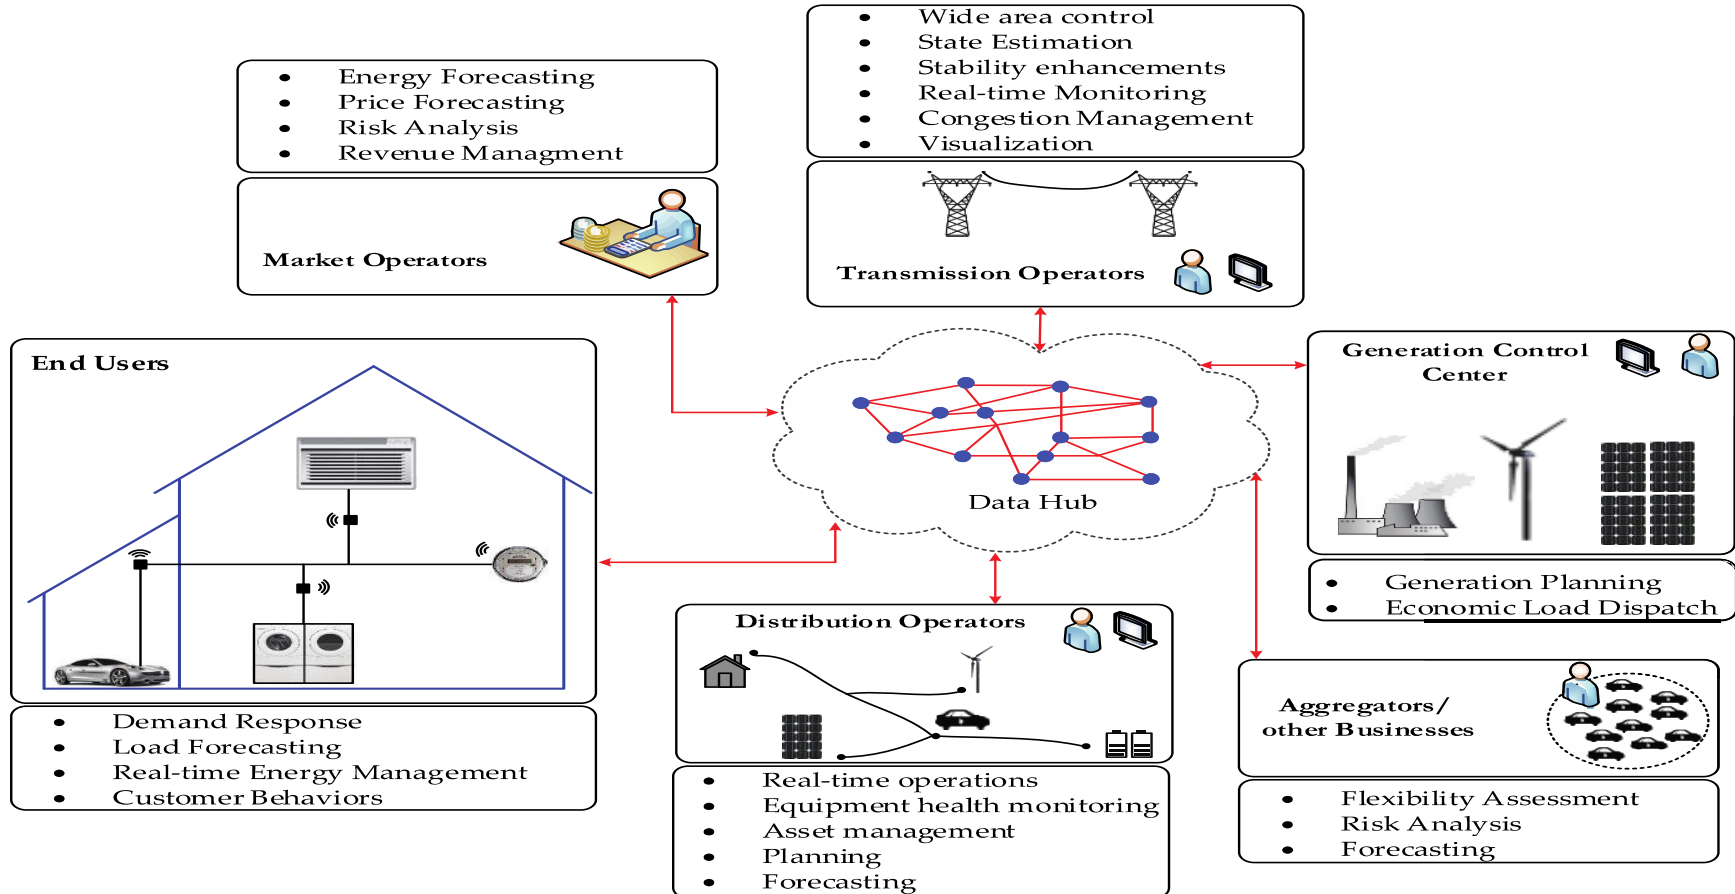 • Wide area control
• State Estimation
• Stability enhancements
• Real-time Monitoring
• Congestion Management
• Visualization
Transmission Operators
• Energy Forecasting
• Price Forecasting
• Risk Analysis
• Revenue Managment
Market Operators
End Users
• Demand Response
• Load Forecasting
• Real-time Energy Management
• Customer Behaviors
Data Hub
Generation Control
Center
• Generation Planning
• Economic Load Dispatch
Distribution Operators
• Real-time operations
• Equipment health monitoring
• Asset management
• Planning
• Forecasting
Aggregators/
other Businesses
• Flexibility Assessment
• Risk Analysis
• Forecasting